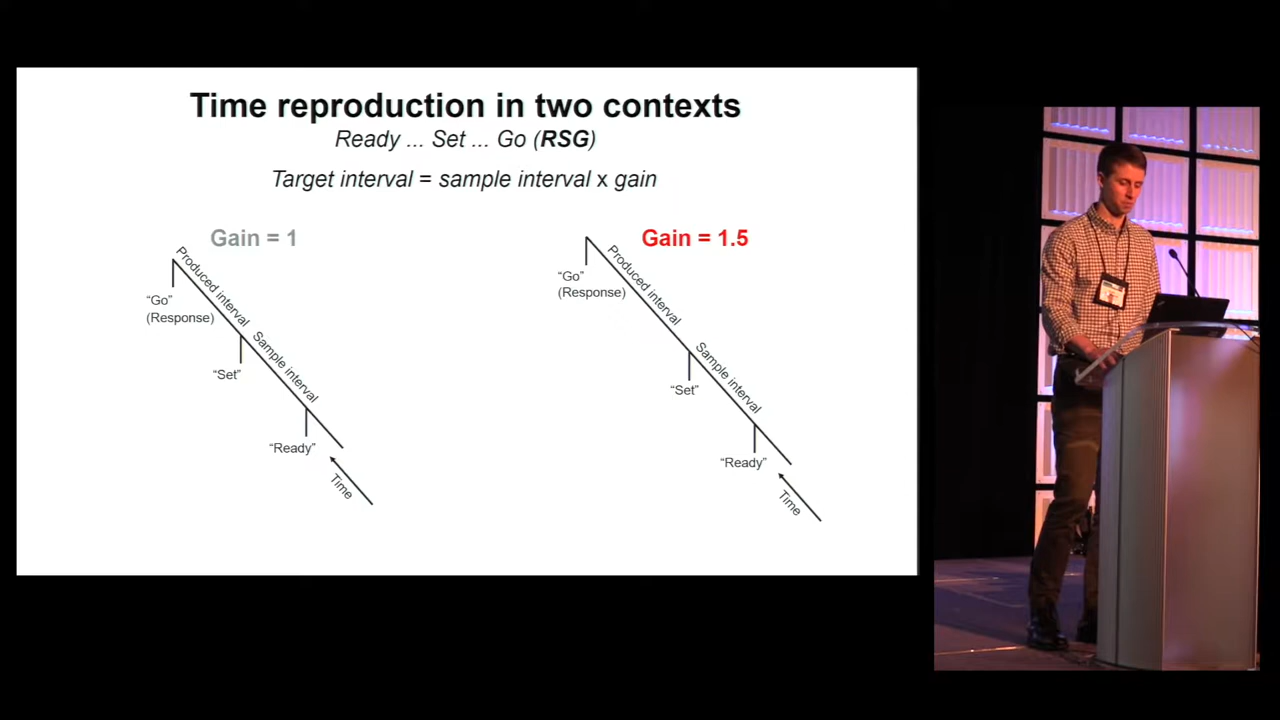 Time reproduction in two contexts
Ready ... Set ... Go (RSG)
Target interval = sample interval x gain
Gain = 1
Produced interval
“Go”
(Response)
Sample interval
“Set”
“Ready”
Time
Gain = 1.5
Produced interval
“Go”
(Response)
Sample interval
“Set”
“Ready”
Time